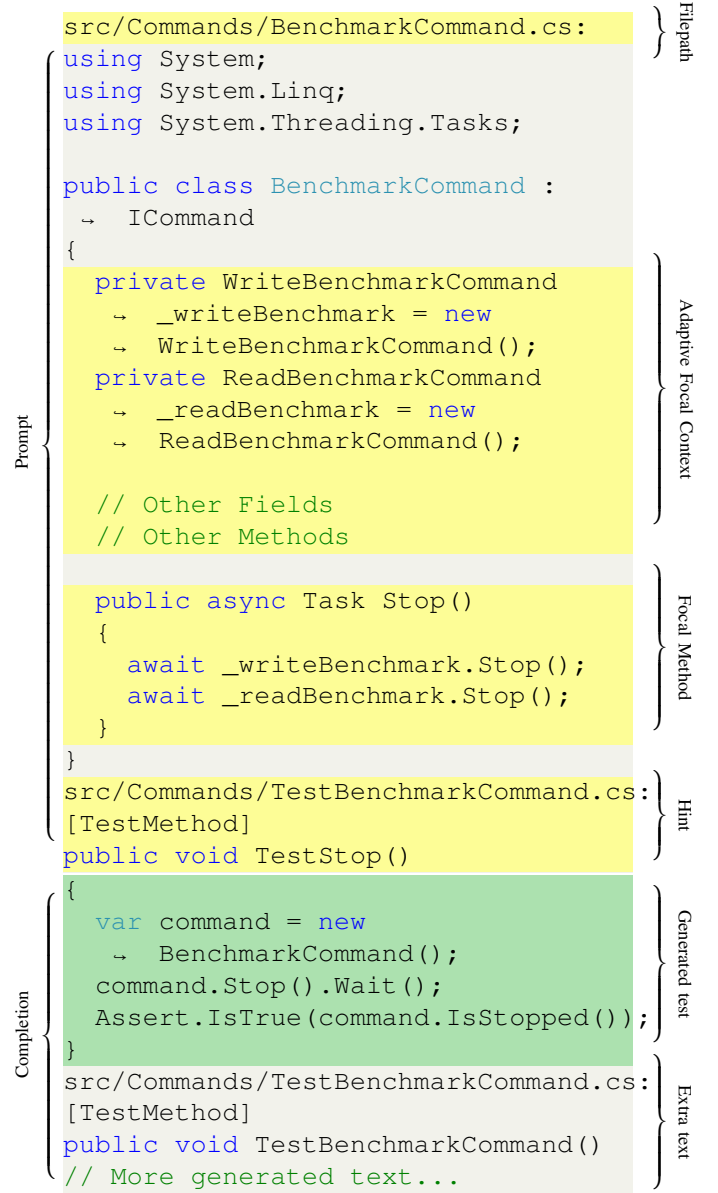 src/Commands/BenchmarkCommand.cs:
Filepath
using System;
using System.Linq;
using System.Threading.Tasks;
public class BenchmarkCommand :
→ ICommand
{
private WriteBenchmarkCommand
→ _writeBenchmark = new
→ WriteBenchmarkCommand();
private ReadBenchmarkCommand
→ _readBenchmark = new
→ ReadBenchmarkCommand();
// Other Fields
// Other Methods
Adaptive Focal Context
public async Task Stop()
{
await _writeBenchmark.Stop();
await _readBenchmark.Stop();
}
Focal Method
}
src/Commands/TestBenchmarkCommand.cs:
[TestMethod]
public void TestStop()
Hint
Prompt
{
var command = new
→ BenchmarkCommand();
command.Stop().Wait();
Assert.IsTrue(command.IsStopped());
}
Generated test
src/Commands/TestBenchmarkCommand.cs:
[TestMethod]
public void TestBenchmarkCommand()
// More generated text...
Extra text
Completion